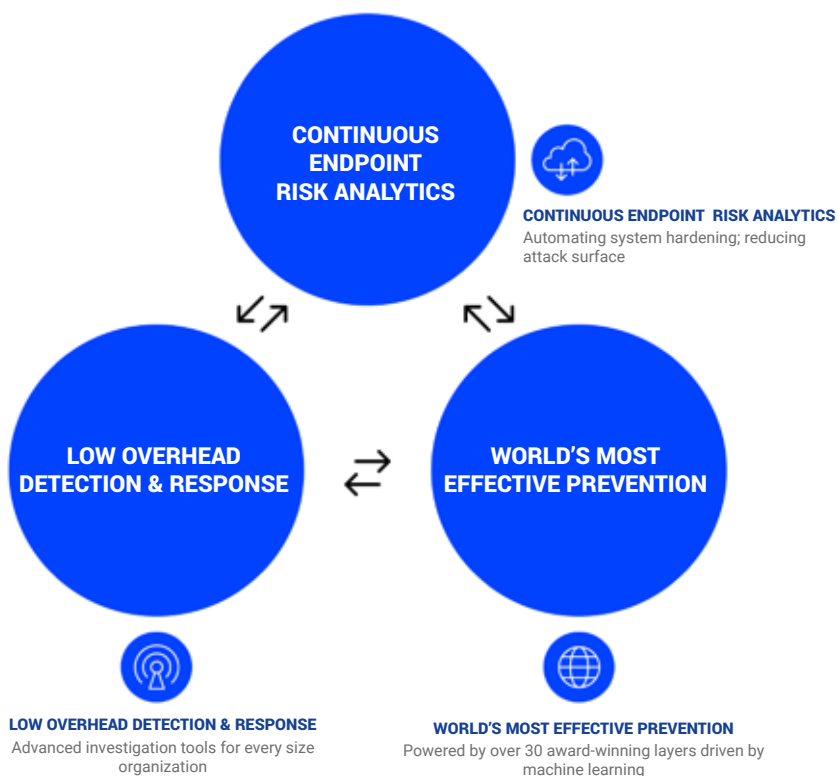 CONTINUOUS
ENDPOINT
RISK ANALYTICS
CONTINUOUS ENDPOINT RISK ANALYTICS
Automating system hardening; reducing
attack surface
LOW OVERHEAD
DETECTION & RESPONSE
WORLD'S MOST
EFFECTIVE PREVENTION
LOW OVERHEAD DETECTION & RESPONSE
Advanced investigation tools for every size
organization
WORLD'S MOST EFFECTIVE PREVENTION
Powered by over 30 award-winning layers driven by
machine learning